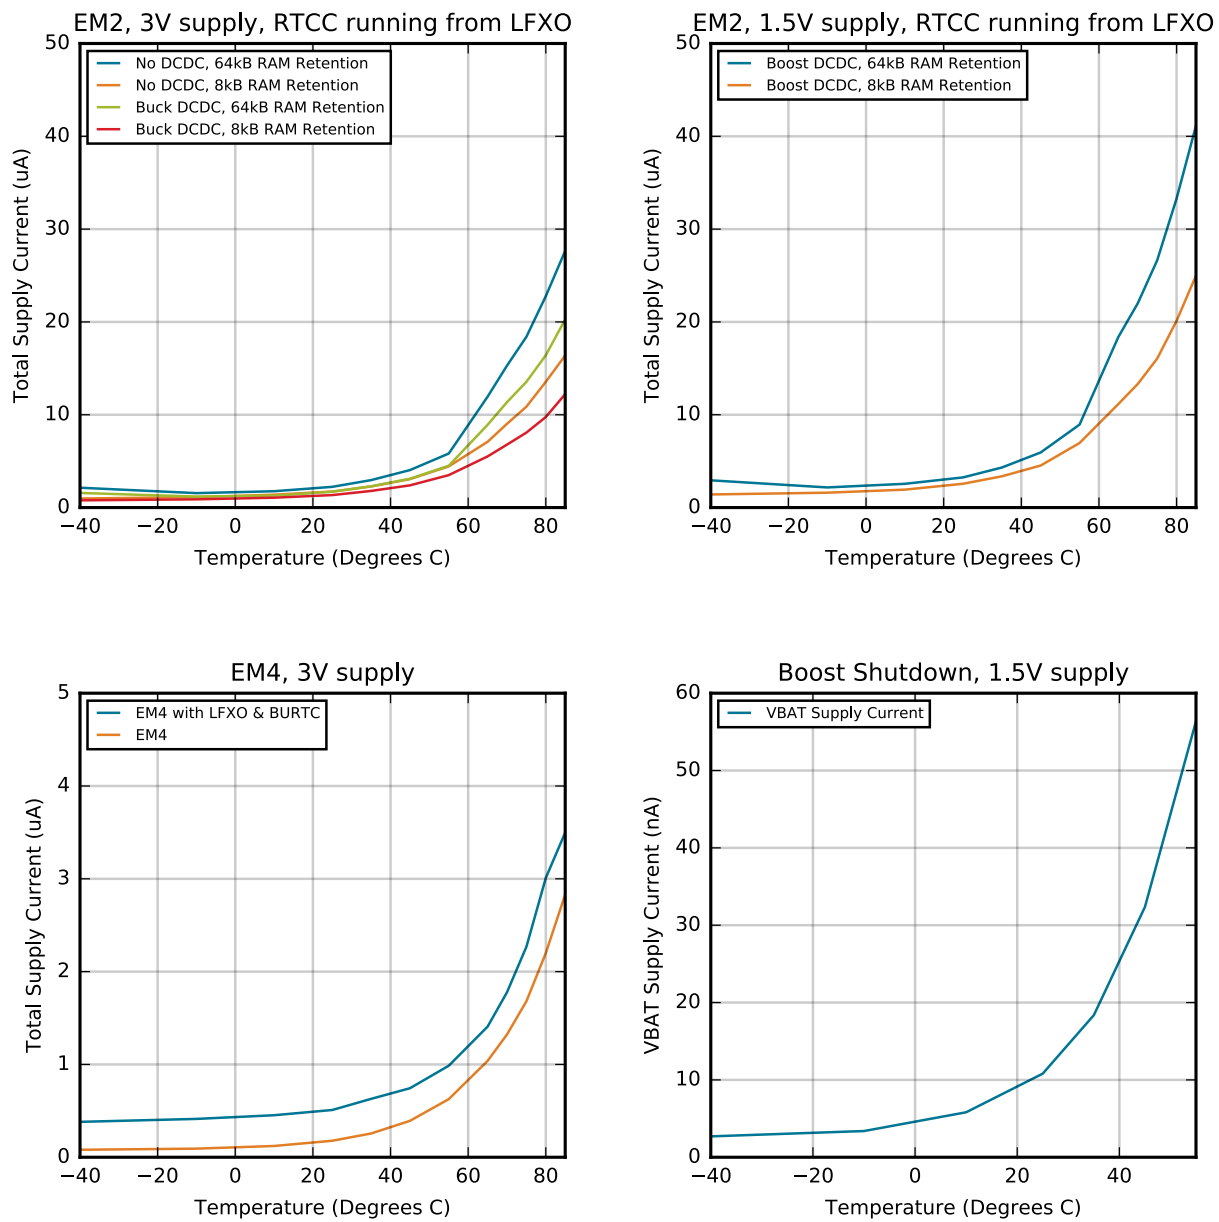 EM2, 3V supply, RTCC running from LFXO
50
40
30
20
10
0
Total Supply Current (uA)
No DCDC, 64kB RAM Retention
No DCDC, 8kB RAM Retention
Buck DCDC, 64kB RAM Retention
Buck DCDC, 8kB RAM Retention
−40 −20 0 20 40 60 80
Temperature (Degrees C)
EM2, 1.5V supply, RTCC running from LFXO
50
40
30
20
10
0
Total Supply Current (uA)
Boost DCDC, 64kB RAM Retention
Boost DCDC, 8kB RAM Retention
−40 −20 0 20 40 60 80
Temperature (Degrees C)
EM4, 3V supply
5
4
3
2
1
0
Total Supply Current (uA)
EM4 with LFXO & BURTC
EM4
−40 −20 0 20 40 60 80
Temperature (Degrees C)
Boost Shutdown, 1.5V supply
60
50
40
30
20
10
0
VBAT Supply Current (nA)
VBAT Supply Current
−40 −20 0 20 40
Temperature (Degrees C)